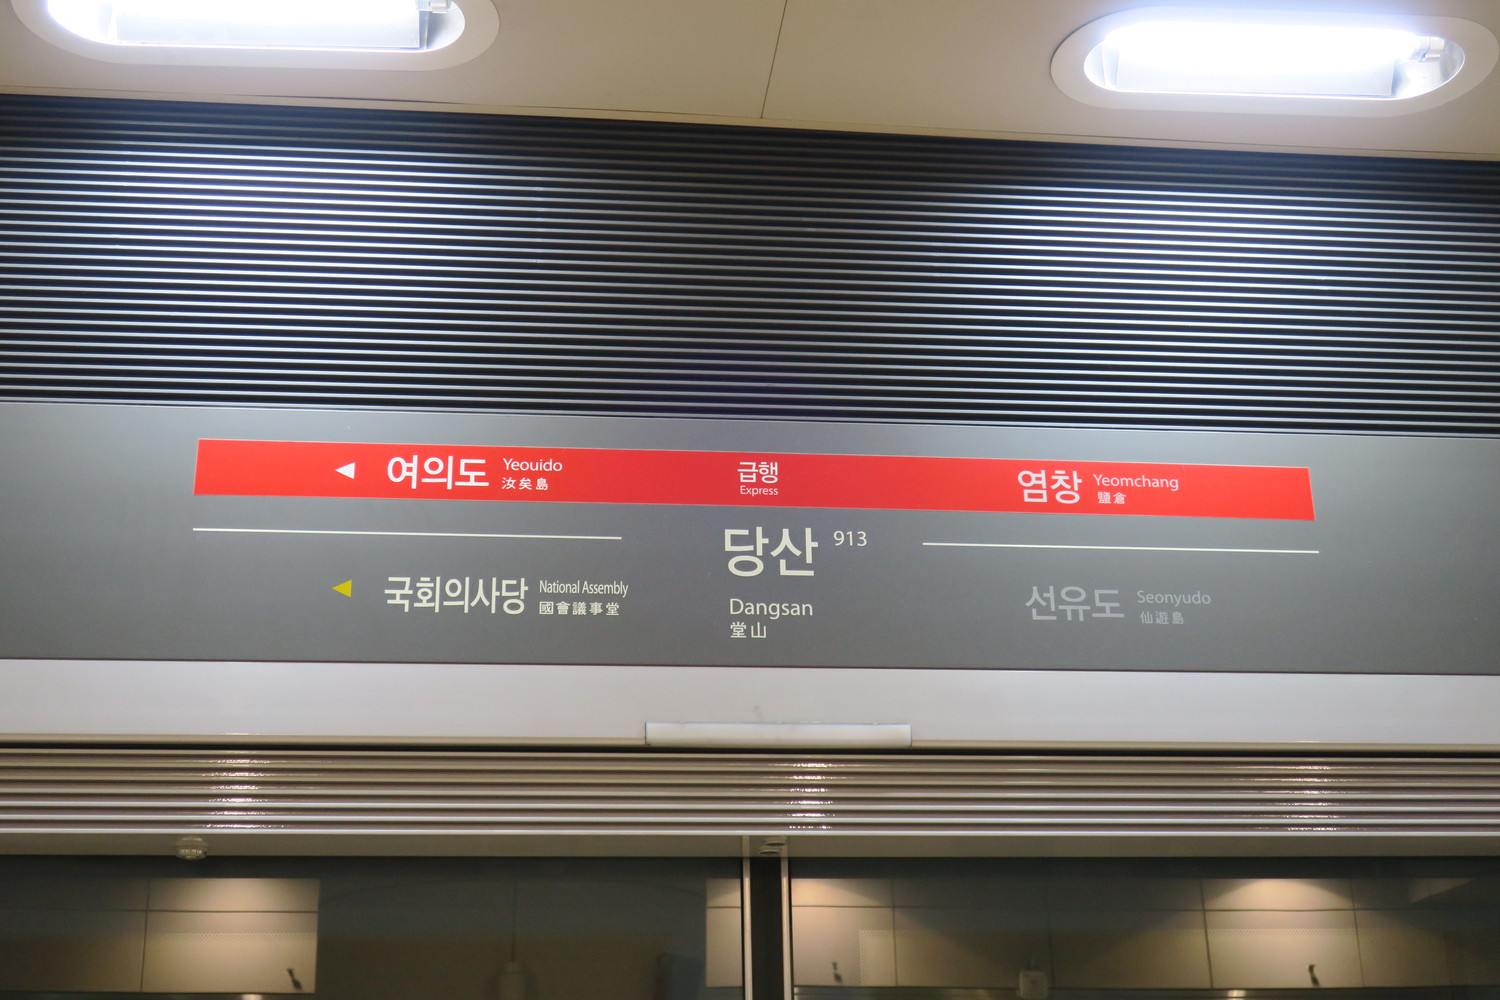 ◀ 여의도 Yeouido
汝矣島
급행
Express
염창 Yeomchang
鹽倉
당산 913
Dangsan
堂山
◀ 국회의사당 National Assembly
國會議事堂
선유도 Seonyudo
仙遊島